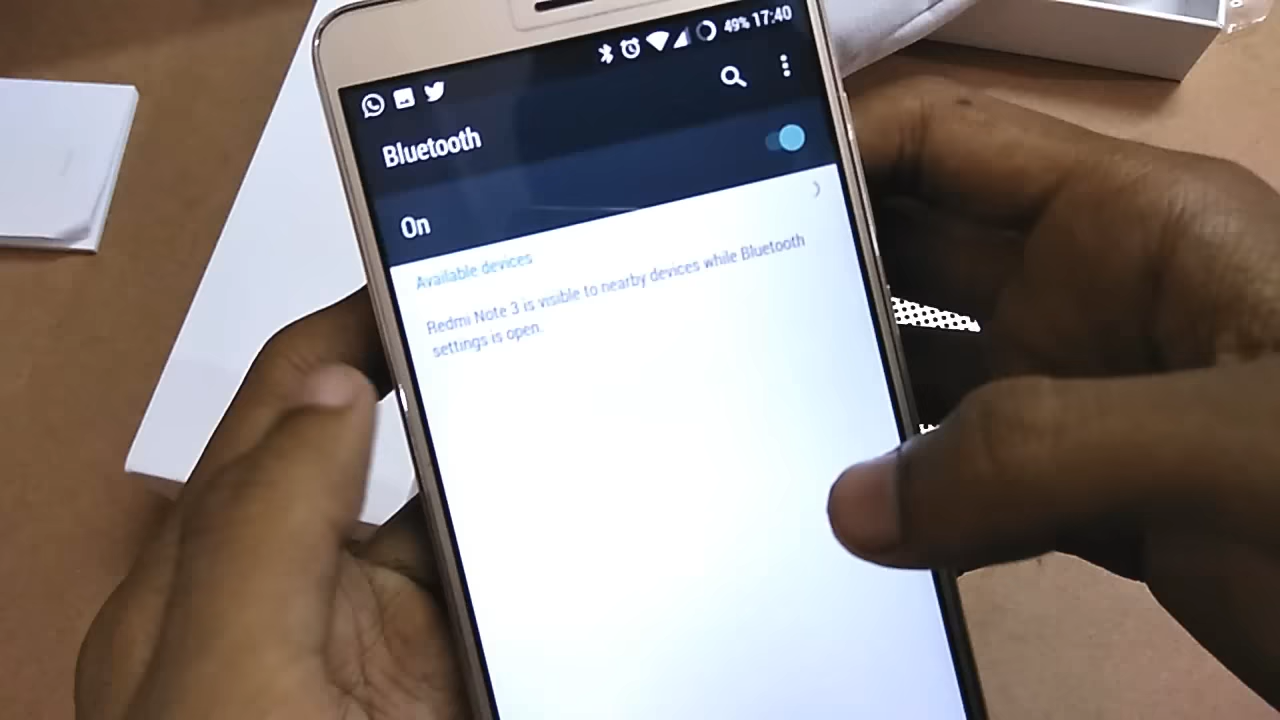 49% 17:40
Bluetooth
On
Available devices
Redmi Note 3 is visible to nearby devices while Bluetooth
settings is open.